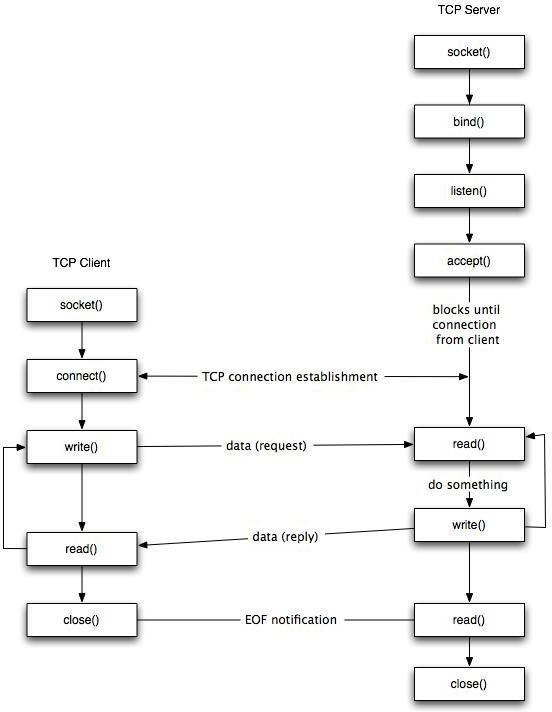 TCP Server
socket()
bind()
listen()
accept()
blocks until
connection
from client
TCP Client
socket()
connect()
TCP connection establishment
write()
data (request)
read()
do something
write()
data (reply)
read()
close()
EOF notification
read()
close()